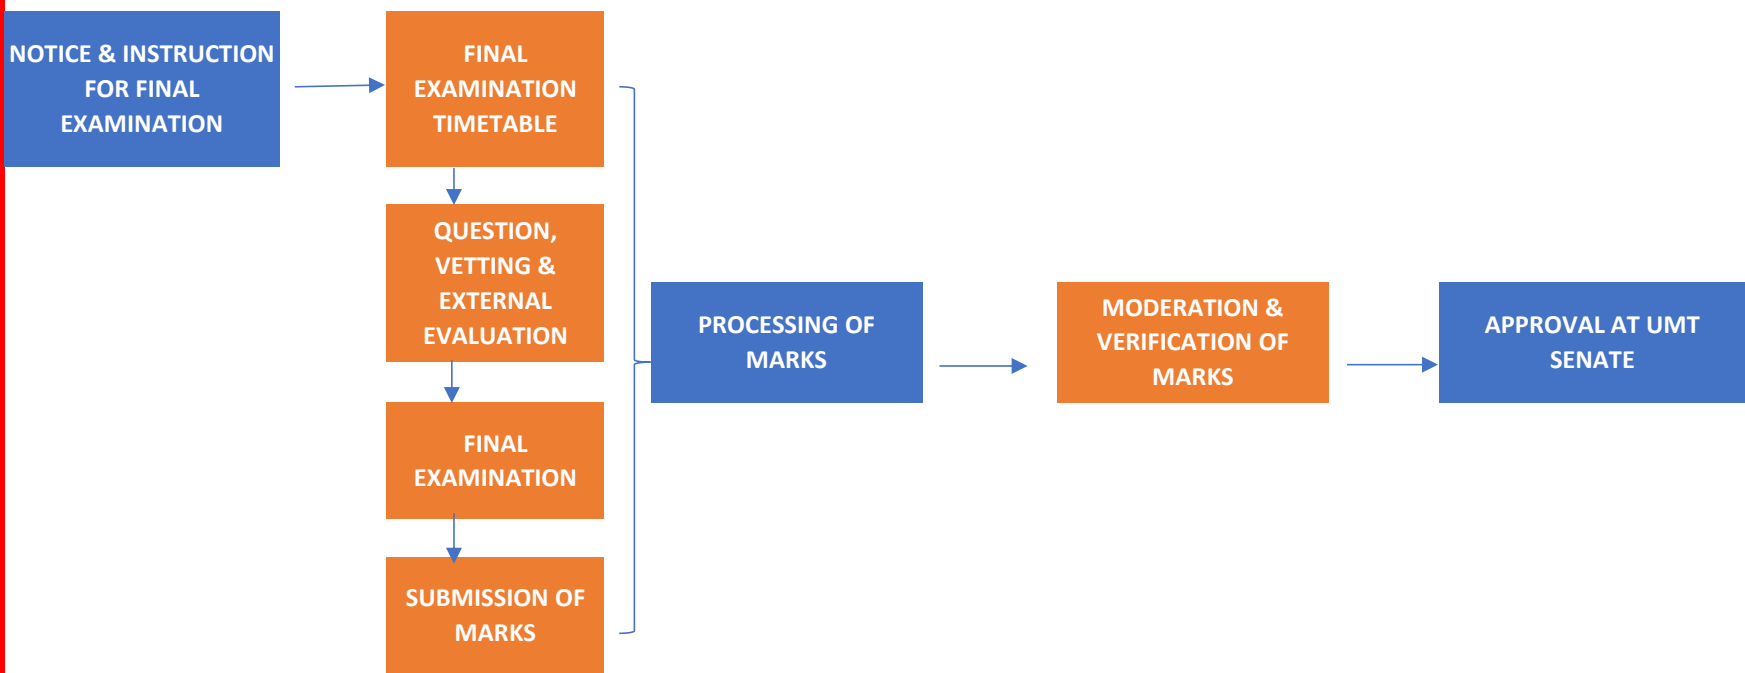 NOTICE & INSTRUCTION
FOR FINAL
EXAMINATION
FINAL
EXAMINATION
TIMETABLE
QUESTION,
VETTING &
EXTERNAL
EVALUATION
FINAL
EXAMINATION
SUBMISSION OF
MARKS
PROCESSING OF
MARKS
MODERATION &
VERIFICATION OF
MARKS
APPROVAL AT UMT
SENATE